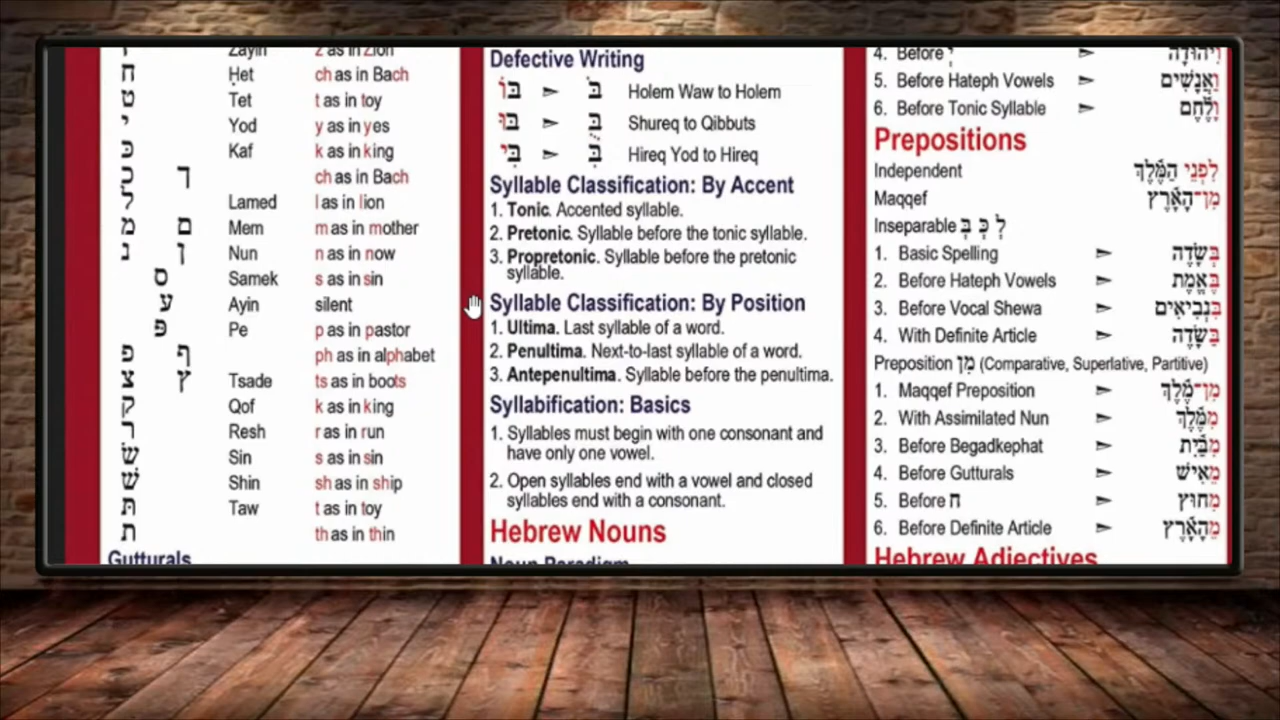 ז Zayin z as in Zion
ח Ḥet ch as in Bach
ט Tet t as in toy
י Yod y as in yes
כּ Kaf k as in king
כ ך ch as in Bach
ל Lamed l as in lion
מ ם Mem m as in mother
נ ן Nun n as in now
ס Samek s as in sin
ע Ayin silent
פּ Pe p as in pastor
פ ף ph as in alphabet
צ ץ Tsade ts as in boots
ק Qof k as in king
ר Resh r as in run
שׂ Sin s as in sin
שׁ Shin sh as in ship
תּ Taw t as in toy
ת th as in thin
Gutturals
Defective Writing
בּוֹ ➢ בֹּ Holem Waw to Holem
בּוּ ➢ בֻּ Shureq to Qibbuts
בִּי ➢ בִּ Hireq Yod to Hireq
Syllable Classification: By Accent
1. Tonic. Accented syllable.
2. Pretonic. Syllable before the tonic syllable.
3. Propretonic. Syllable before the pretonic
syllable.
Syllable Classification: By Position
1. Ultima. Last syllable of a word.
2. Penultima. Next-to-last syllable of a word.
3. Antepenultima. Syllable before the penultima.
Syllabification: Basics
1. Syllables must begin with one consonant and
have only one vowel.
2. Open syllables end with a vowel and closed
syllables end with a consonant.
Hebrew Nouns
Noun Paradigm
4. Before יְ ➢ וִיהוּדָה
5. Before Hateph Vowels ➢ וַאֲנָשִׁים
6. Before Tonic Syllable ➢ וָלֶ֫חֶם
Prepositions
Independent לִפְנֵי הַמֶּ֫לֶךְ
Maqqef מִן־הָאָ֫רֶץ
Inseparable לְ כְּ בְּ
1. Basic Spelling ➢ בְּשָׂדֶה
2. Before Hateph Vowels ➢ בֶּאֱמֶת
3. Before Vocal Shewa ➢ בִּנְבִיאִים
4. With Definite Article ➢ בַּשָּׂדֶה
Preposition מִן (Comparative, Superlative, Partitive)
1. Maqqef Preposition ➢ מִן־מֶ֫לֶךְ
2. With Assimilated Nun ➢ מִמֶּ֫לֶךְ
3. Before Begadkephat ➢ מִבַּ֫יִת
4. Before Gutturals ➢ מֵאִישׁ
5. Before ח ➢ מִחוּץ
6. Before Definite Article ➢ מֵהָאָ֫רֶץ
Hebrew Adjectives